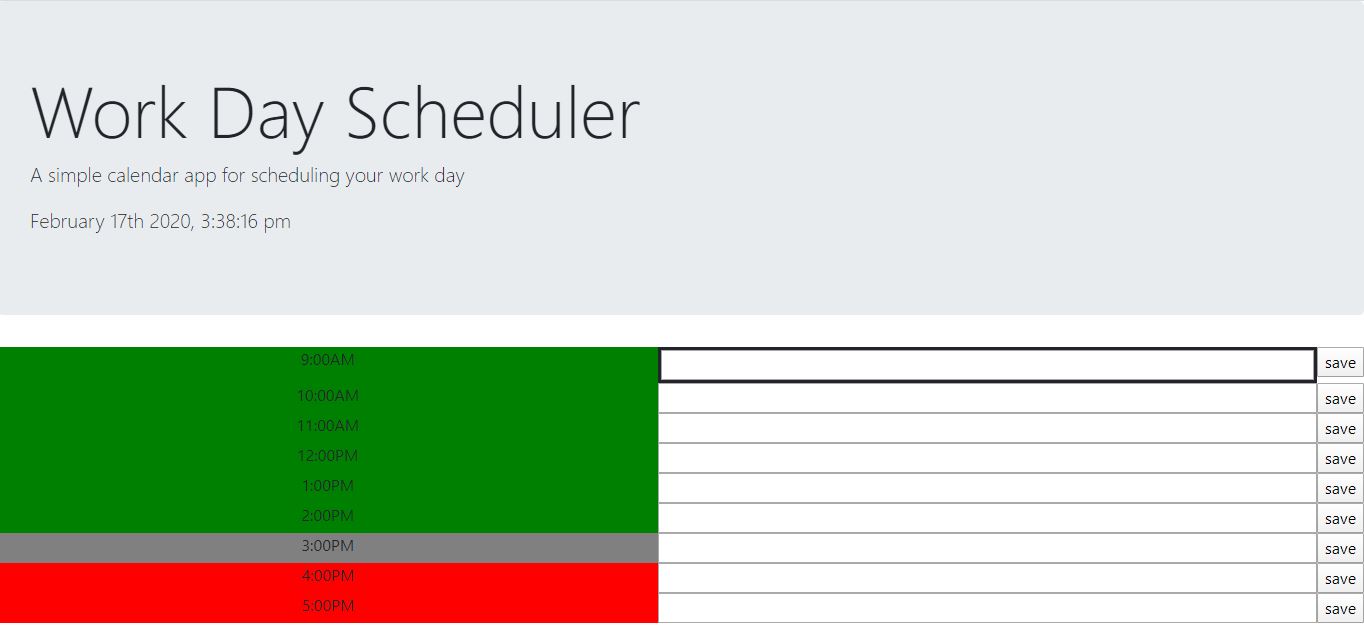 Work Day Scheduler
A simple calendar app for scheduling your work day
February 17th 2020, 3:38:16 pm
9:00AM save
10:00AM save
11:00AM save
12:00PM save
1:00PM save
2:00PM save
3:00PM save
4:00PM save
5:00PM save